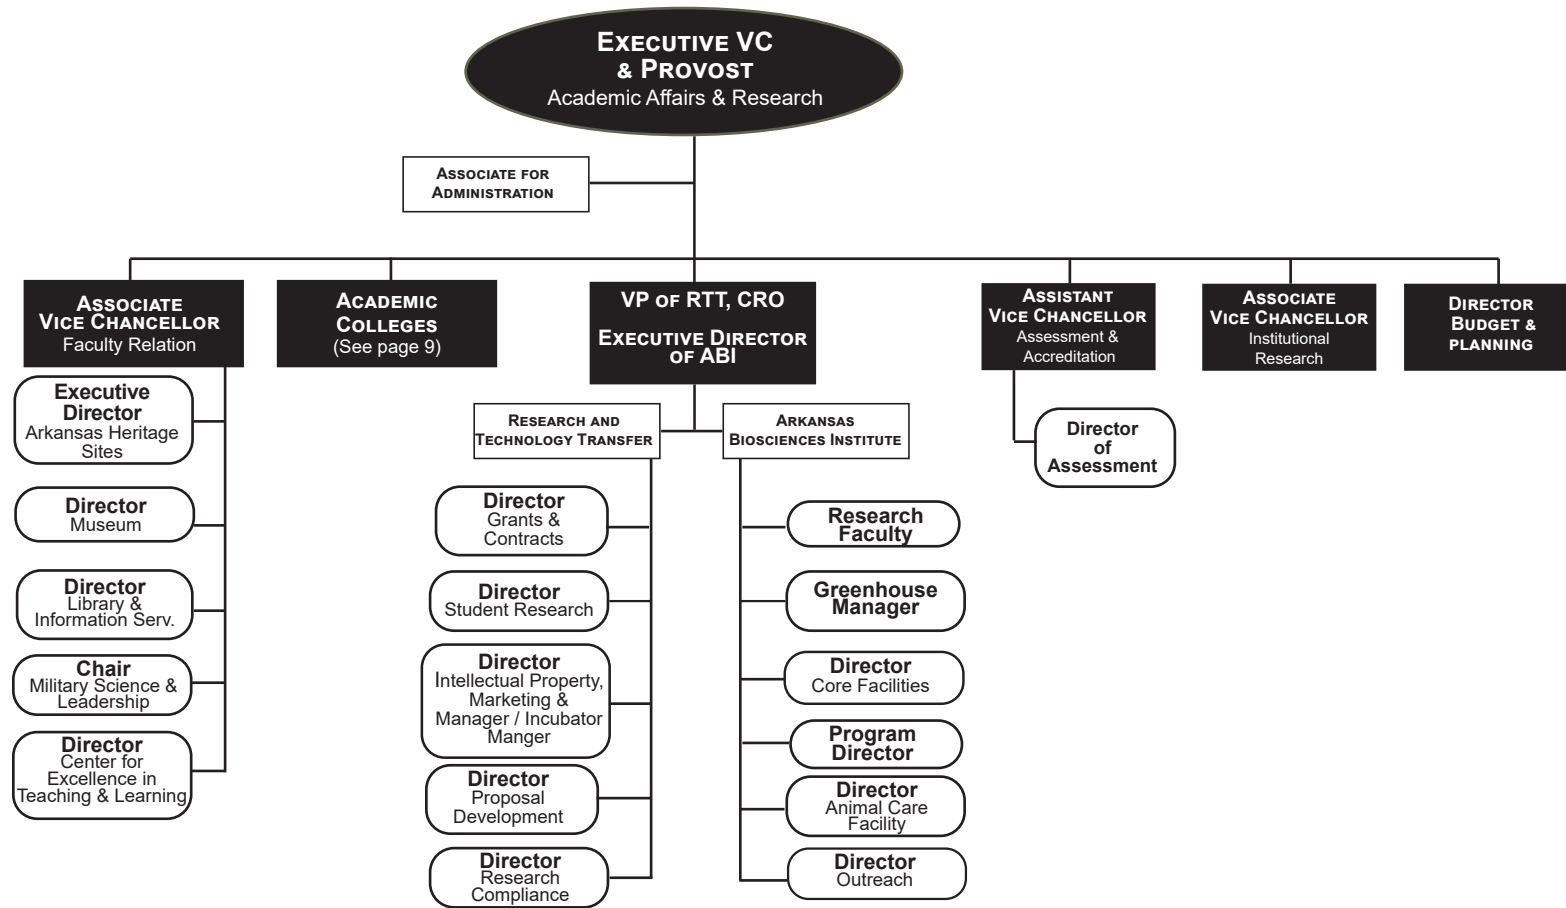 Executive VC
& Provost
Academic Affairs & Research
Associate for
Administration
Associate
Vice Chancellor
Faculty Relation
Academic
Colleges
(See page 9)
VP of RTT, CRO
Executive Director
of ABI
Assistant
Vice Chancellor
Assessment &
Accreditation
Associate
Vice Chancellor
Institutional
Research
Director
Budget &
planning
Executive
Director
Arkansas Heritage
Sites
Director
Museum
Director
Library &
Information Serv.
Chair
Military Science &
Leadership
Director
Center for
Excellence in
Teaching & Learning
Research and
Technology Transfer
Director
Grants &
Contracts
Director
Student Research
Director
Intellectual Property,
Marketing &
Manager / Incubator
Manger
Director
Proposal
Development
Director
Research
Compliance
Arkansas
Biosciences Institute
Research
Faculty
Greenhouse
Manager
Director
Core Facilities
Program
Director
Director
Animal Care
Facility
Director
Outreach
Director
of
Assessment